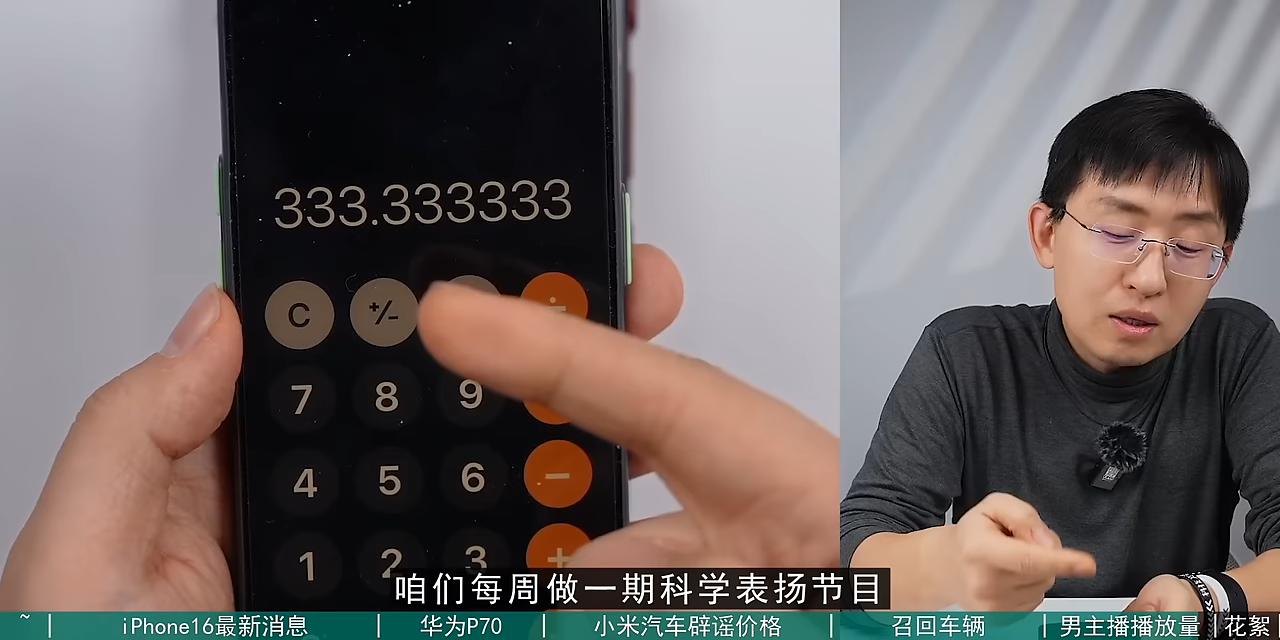 333.333333
C +/- ÷
7 8 9
4 5 6 −
1 2 3 +
咱们每周做一期科学表扬节目
~ | iPhone16最新消息 | 华为P70 | 小米汽车辟谣价格 | 召回车辆 | 男主播播放量 | 花絮